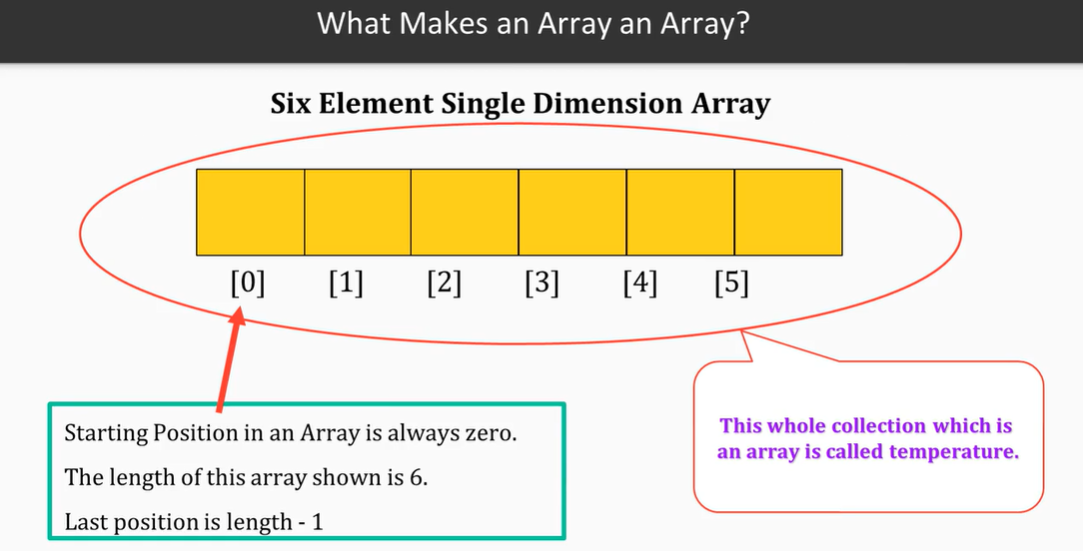 What Makes an Array an Array?
Six Element Single Dimension Array
[0] [1] [2] [3] [4] [5]
Starting Position in an Array is always zero.
The length of this array shown is 6.
Last position is length - 1
This whole collection which is
an array is called temperature.